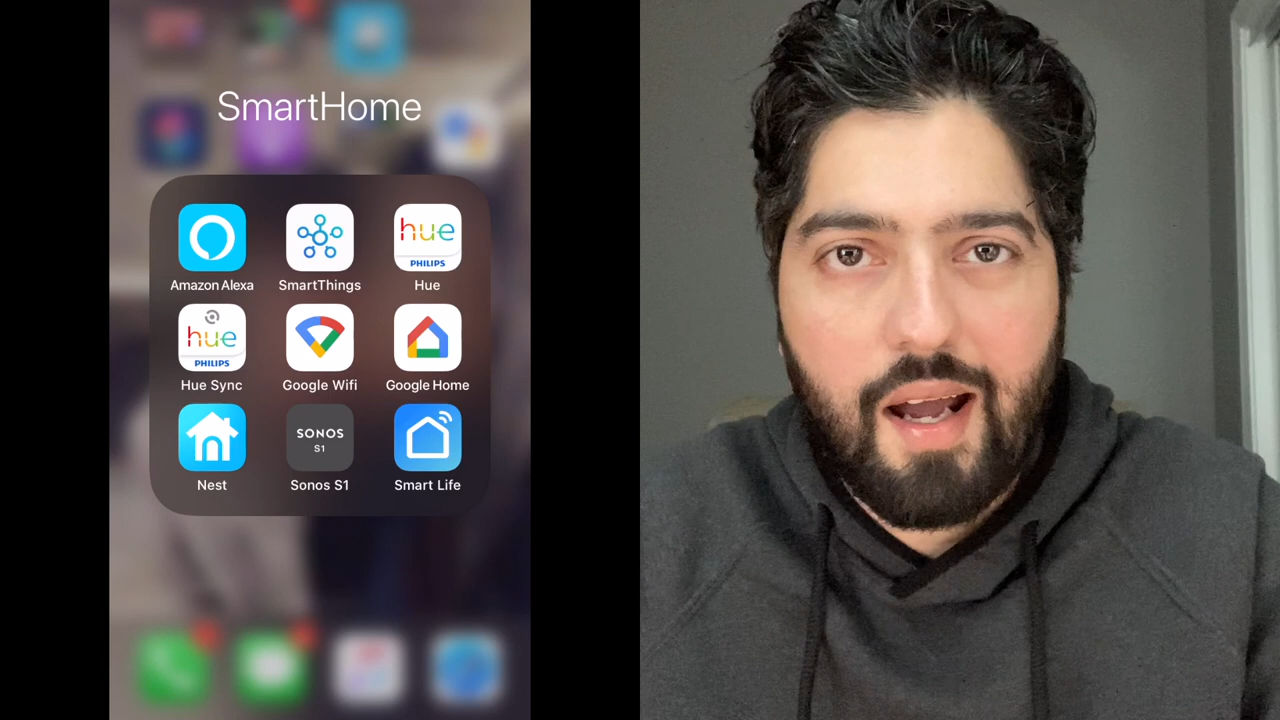 SmartHome
Amazon Alexa
SmartThings
hue
PHILIPS
Hue
hue
PHILIPS
Hue Sync
Google Wifi
Google Home
Nest
SONOS
S1
Sonos S1
Smart Life